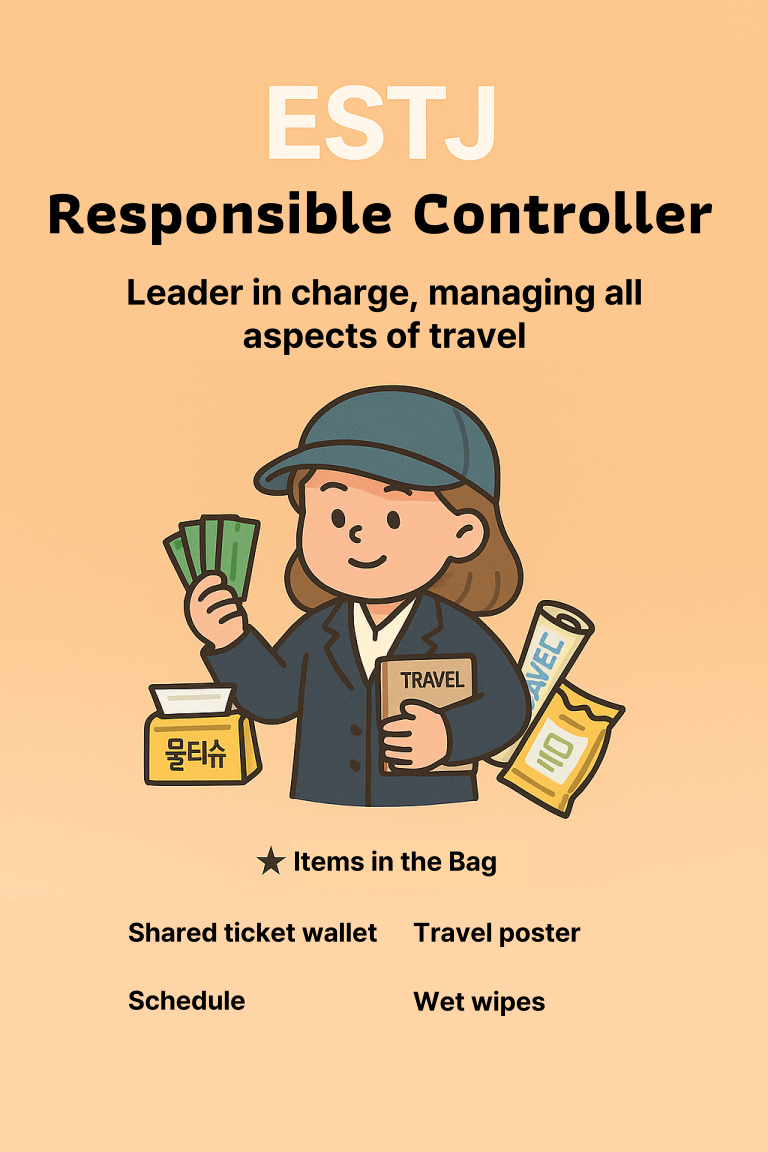 ESTJ
Responsible Controller
Leader in charge, managing all
aspects of travel
TRAVEL
AVEC
물티슈
IIO
★ Items in the Bag
Shared ticket wallet
Travel poster
Schedule
Wet wipes